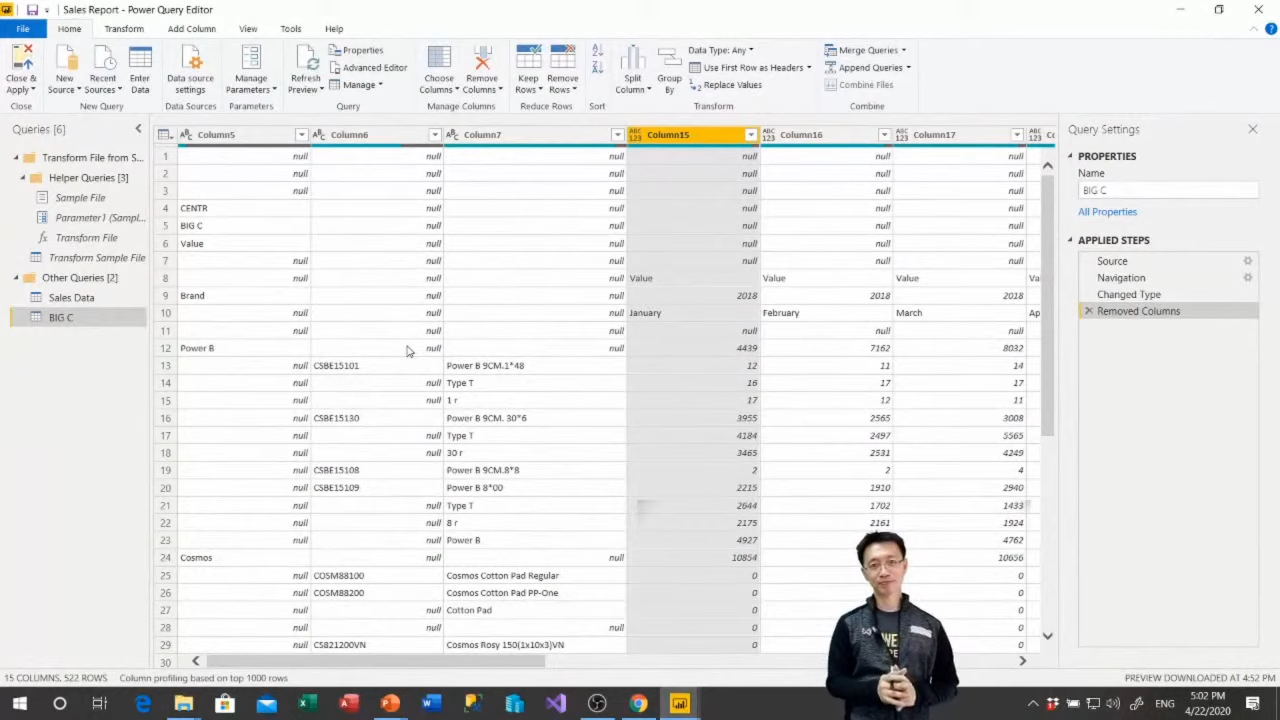 Sales Report - Power Query Editor
File Home Transform Add Column View Tools Help
Close & Apply
New Source
Recent Sources
Enter Data
Data source settings
Manage Parameters
Refresh Preview
Properties
Advanced Editor
Manage
Choose Columns
Remove Columns
Keep Rows
Remove Rows
Split Column
Group By
Data Type: Any
Use First Row as Headers
Replace Values
Merge Queries
Append Queries
Combine Files
Close New Query Data Sources Parameters Query Manage Columns Reduce Rows Sort Transform Combine
Queries [6]
Transform File from S...
Helper Queries [3]
Sample File
Parameter1 (Sampl...
Transform File
Transform Sample File
Other Queries [2]
Sales Data
BIG C
Column5 Column6 Column7 Column15 Column16 Column17
1 null null null null null
2 null null null null null
3 null null null null null
4 CENTR null null null null
5 BIG C null null null null
6 Value null null null null
7 null null null null null
8 null null null Value Value Value Va
9 Brand null null 2018 2018 2018
10 null null null January February March Ap
11 null null null null null null
12 Power B null null 4439 7162 8032
13 null CSBE15101 Power B 9CM.1*48 12 11 14
14 null null Type T 16 17 17
15 null null 1 r 17 12 11
16 null CSBE15130 Power B 9CM. 30*6 3955 2565 3008
17 null null Type T 4184 2497 5565
18 null null 30 r 3465 2531 4249
19 null CSBE15108 Power B 9CM.8*8 2 2 4
20 null CSBE15109 Power B 8*00 2215 1910 2940
21 null null Type T 2644 1702 1433
22 null null 8 r 2175 2161 1924
23 null null Power B 4927 4762
24 Cosmos null null 10854 10656
25 null COSM88100 Cosmos Cotton Pad Regular 0 0
26 null COSM88200 Cosmos Cotton Pad PP-One 0 0
27 null null Cotton Pad 0 0
28 null null null 0 0
29 null CS821200VN Cosmos Rosy 150(1x10x3)VN 0 0
30
Query Settings
PROPERTIES
Name
BIG C
All Properties
APPLIED STEPS
Source
Navigation
Changed Type
Removed Columns
15 COLUMNS, 522 ROWS Column profiling based on top 1000 rows
PREVIEW DOWNLOADED AT 4:52 PM
ENG
5:02 PM
4/22/2020